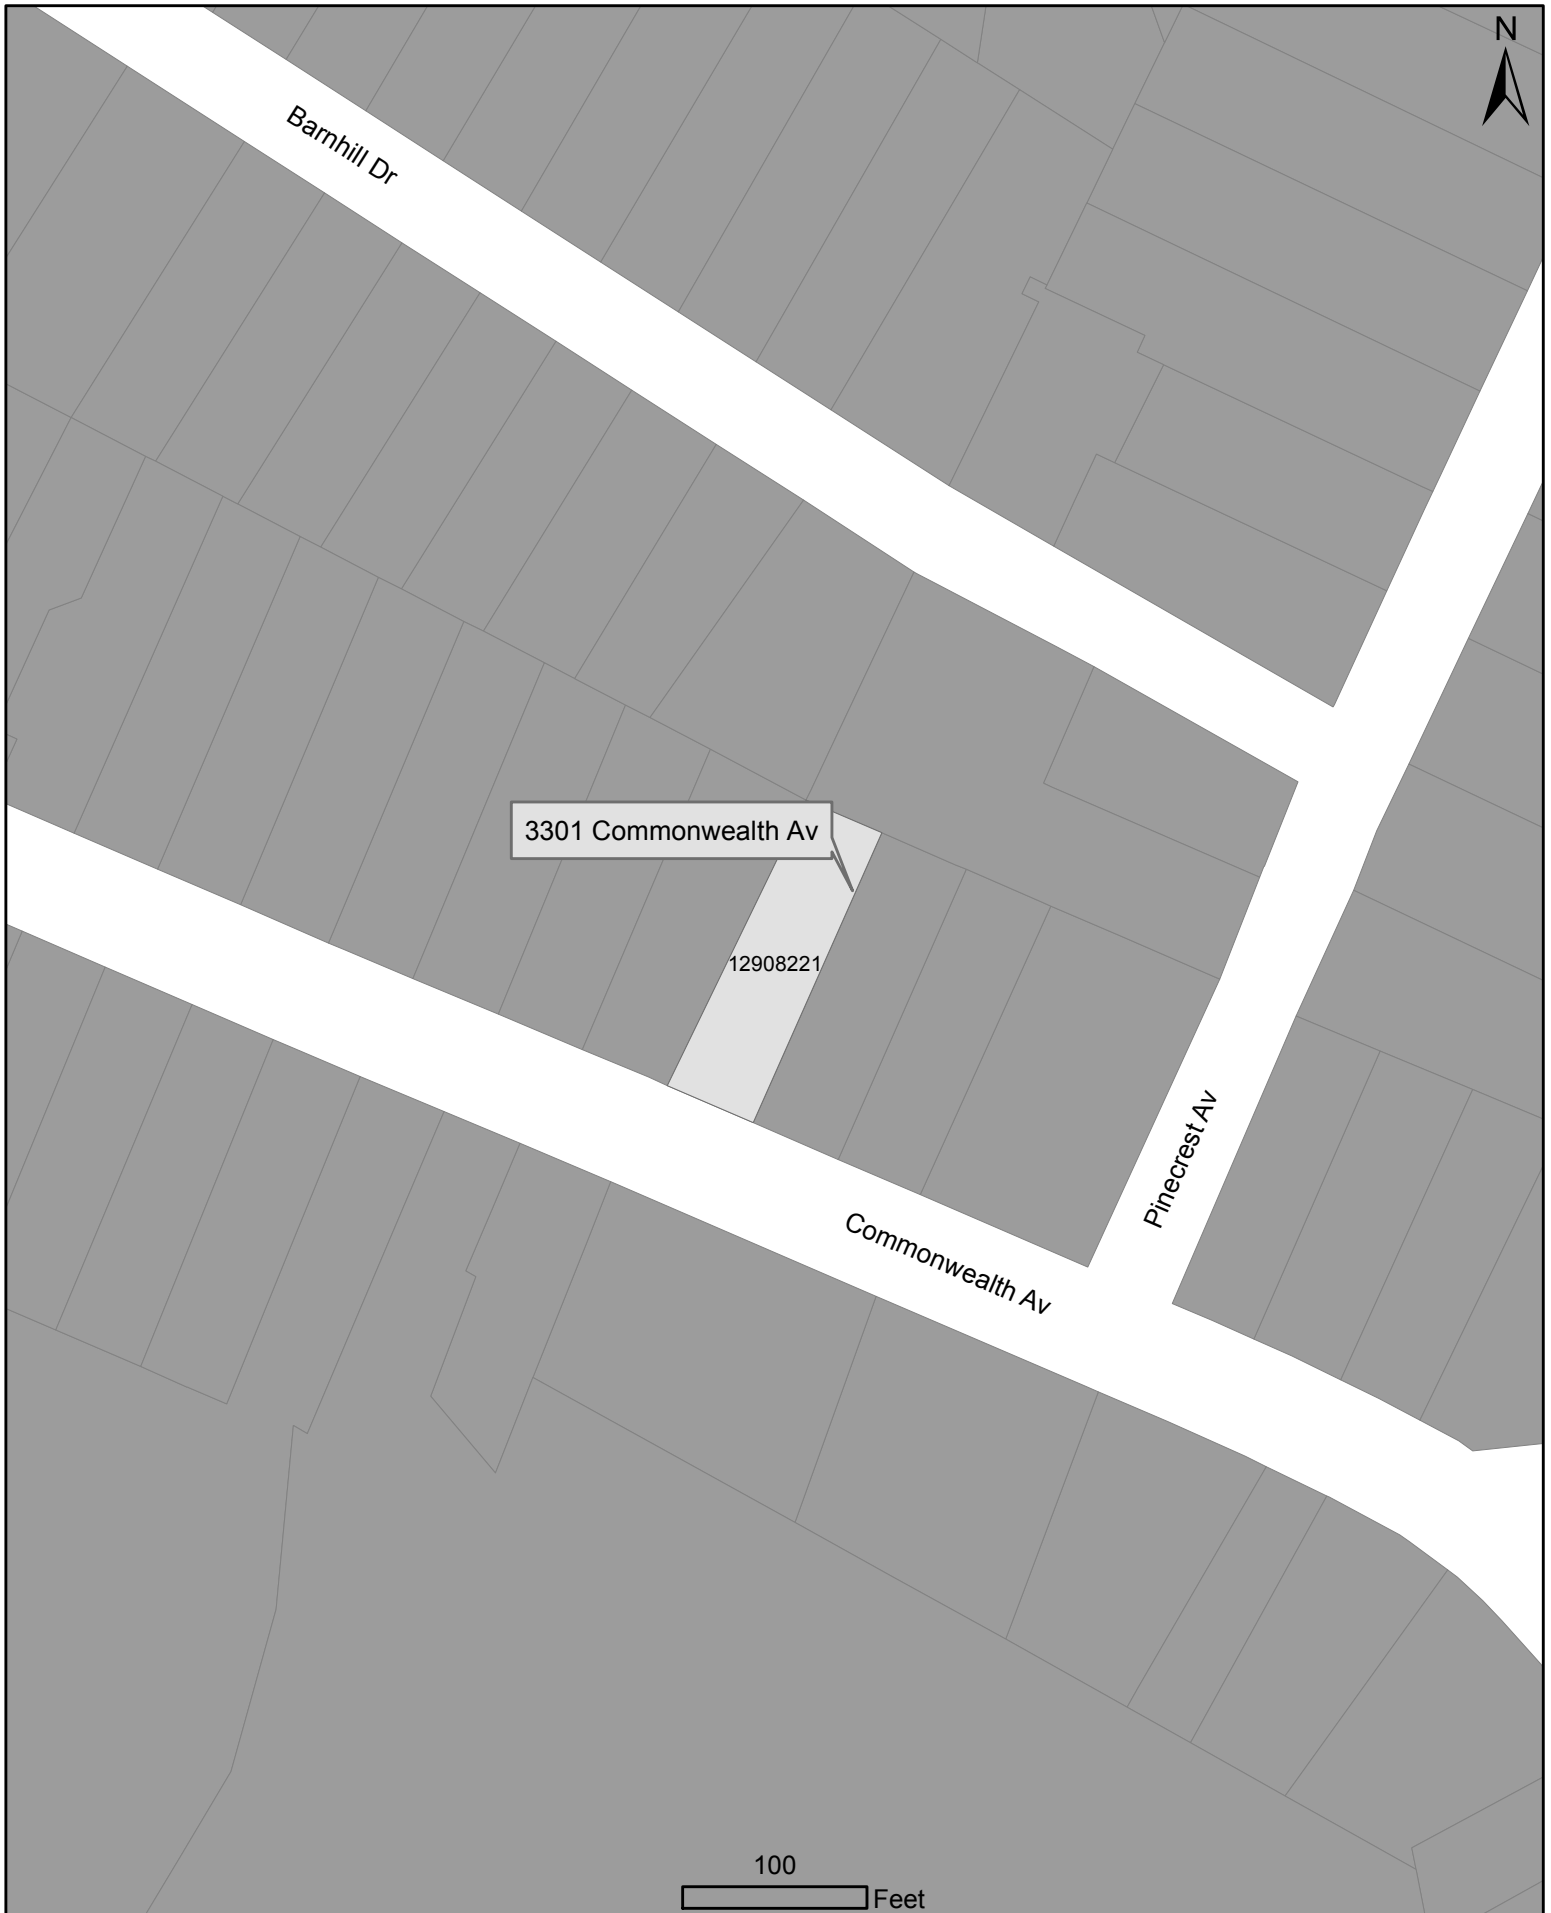 N
Barnhill Dr
3301 Commonwealth Av
12908221
Pinecrest Av
Commonwealth Av
100
Feet